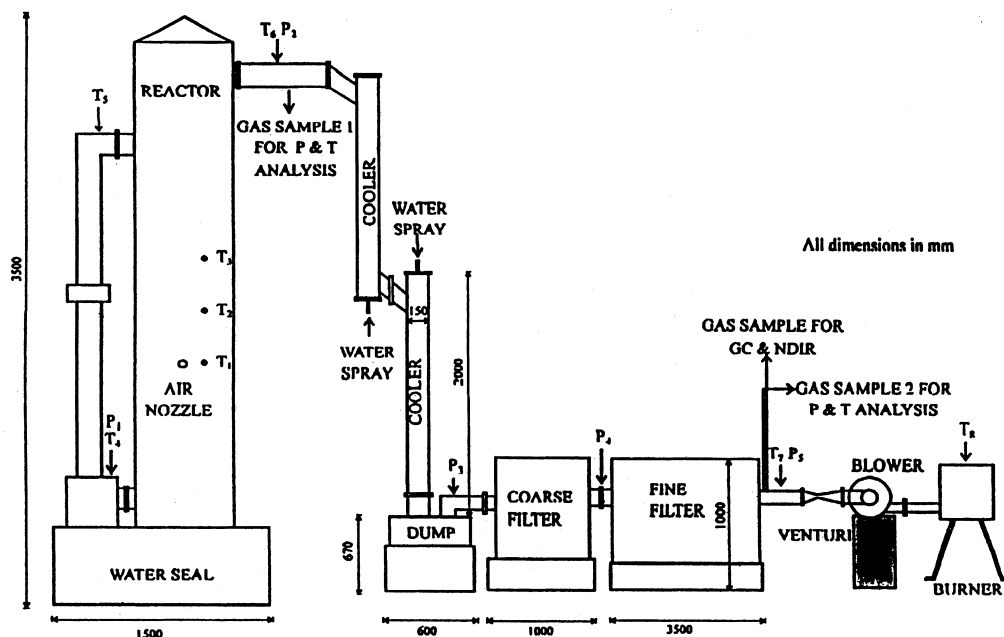 T6 P2
REACTOR
T5
GAS SAMPLE 1
FOR P & T
ANALYSIS
COOLER
WATER
SPRAY
All dimensions in mm
3500
T3
T2
T1
AIR
NOZZLE
150
WATER
SPRAY
COOLER
2000
GAS SAMPLE FOR
GC & NDIR
GAS SAMPLE 2 FOR
P & T ANALYSIS
P1
T4
P3
P4
T7 P5
T8
BLOWER
COARSE
FILTER
FINE
FILTER
1000
VENTURI
DUMP
670
WATER SEAL
BURNER
1500
600
1000
3500